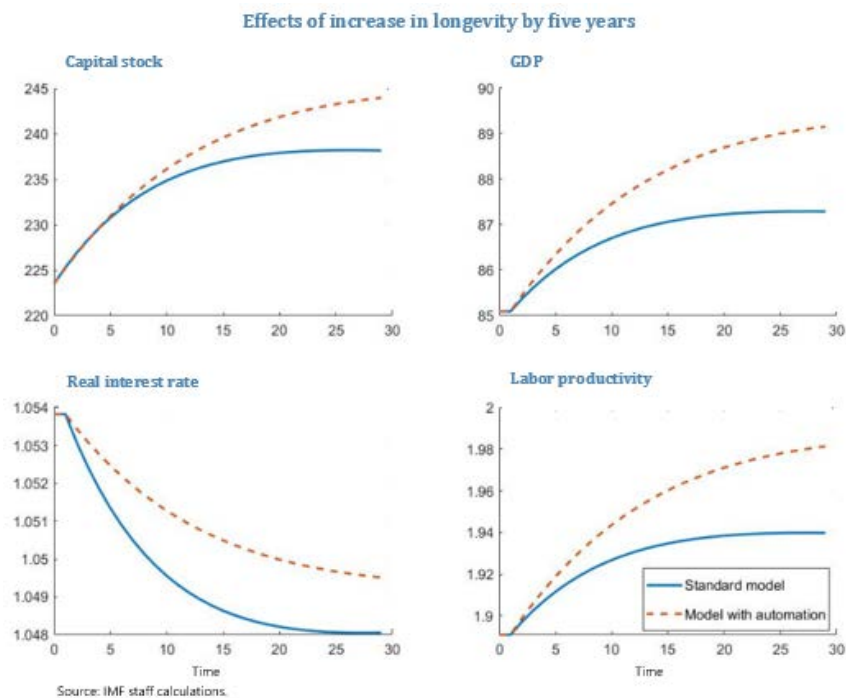 Effects of increase in longevity by five years
Capital stock
245
240
235
230
225
220
0 5 10 15 20 25 30
GDP
90
89
88
87
86
85
0 5 10 15 20 25 30
Real interest rate
1.054
1.053
1.052
1.051
1.05
1.049
1.048
0 5 10 15 20 25 30
Time
Labor productivity
2
1.98
1.96
1.94
1.92
1.9
0 5 10 15 20 25 30
Time
Standard model
Model with automation
Source: IMF staff calculations.